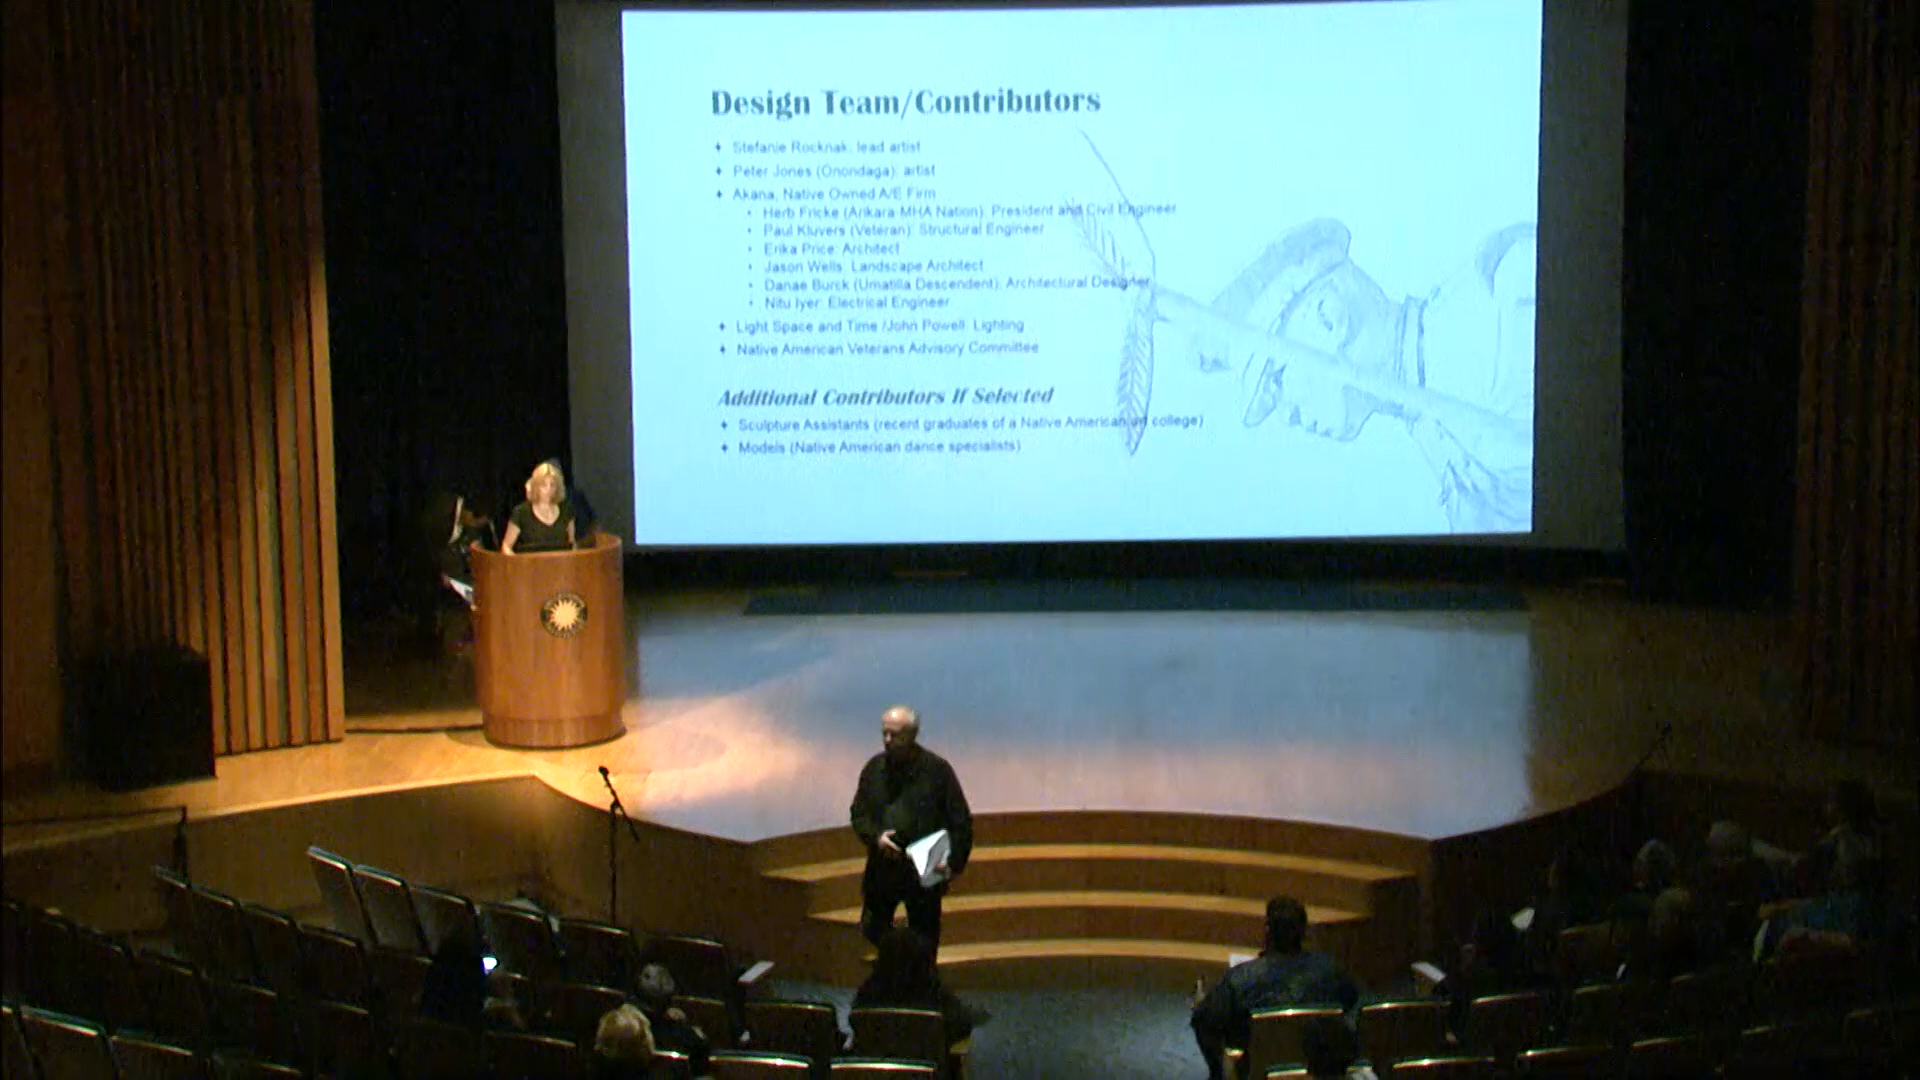 Design Team/Contributors
Stefanie Rocknak: lead artist
Peter Jones (Onondaga): artist
Akana, Native Owned A/E Firm
Herb Fricke (Arikara MHA Nation): President and Civil Engineer
Paul Kluvers (Veteran): Structural Engineer
Erika Price: Architect
Jason Wells: Landscape Architect
Danae Burck (Umatilla Descendent): Architectural Designer
Nitu Iyer: Electrical Engineer
Light Space and Time /John Powell: Lighting
Native American Veterans Advisory Committee
Additional Contributors If Selected
Sculpture Assistants (recent graduates of a Native American art college)
Models (Native American dance specialists)